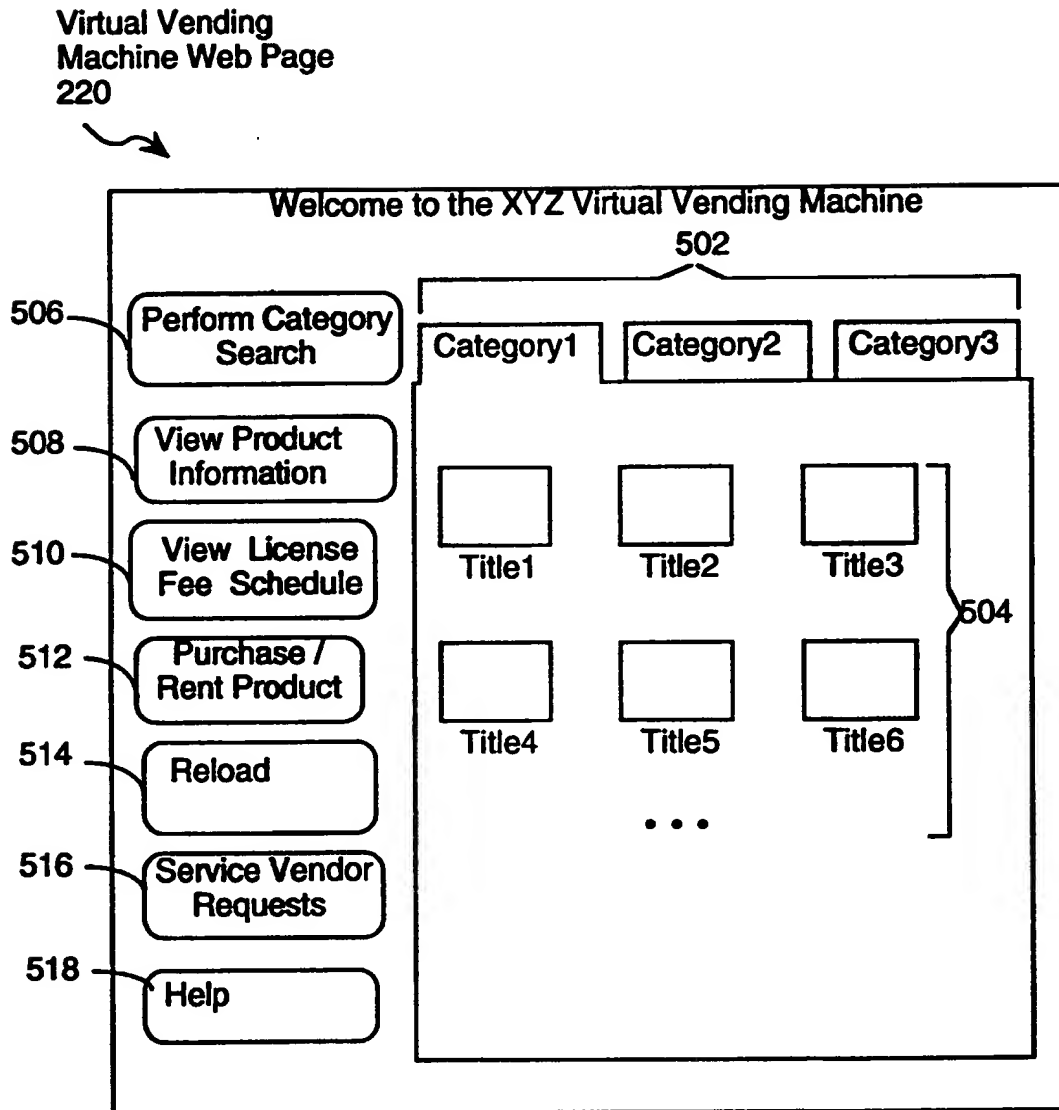 Virtual Vending
Machine Web Page
220
Welcome to the XYZ Virtual Vending Machine
502
506
Perform Category
Search
Category1
Category2
Category3
508
View Product
Information
510
View License
Fee Schedule
Title1
Title2
Title3
504
512
Purchase /
Rent Product
514
Reload
Title4
Title5
Title6
• • •
516
Service Vendor
Requests
518
Help